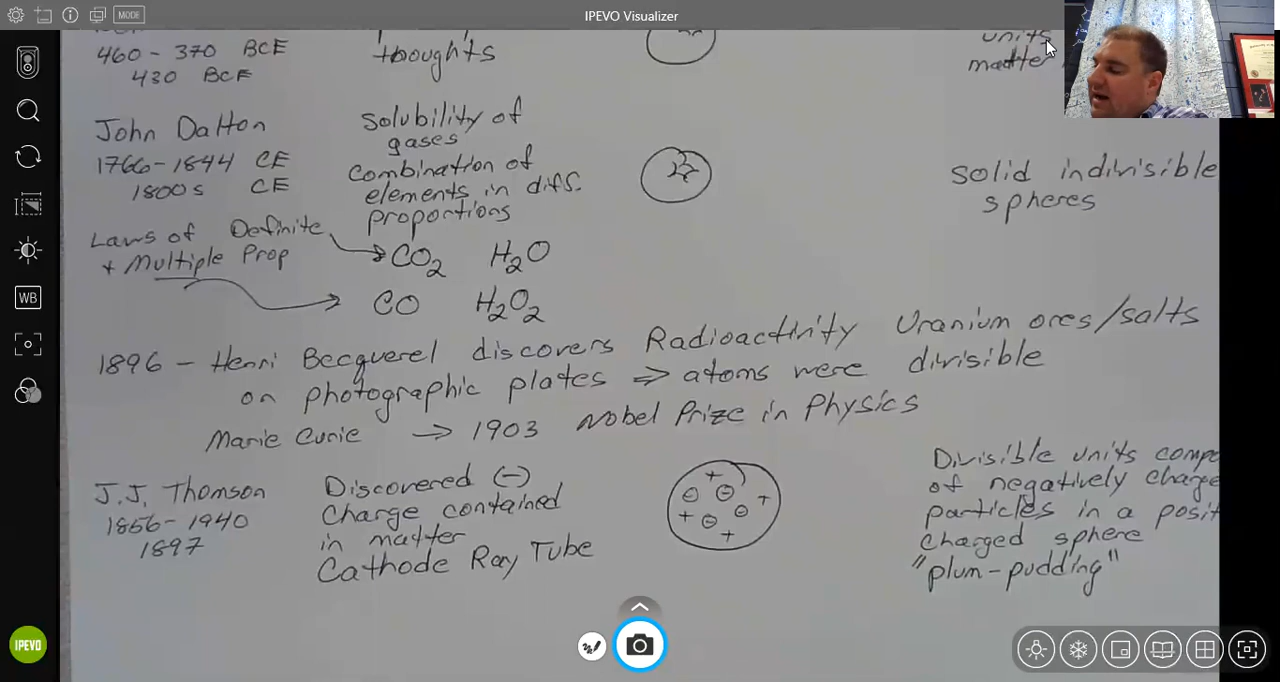 MODE
IPEVO Visualizer
460 - 370 BCE
430 BCE
thoughts
units
matter
John Dalton
1766-1844 CE
1800s CE
Solubility of
gases
combination of
elements in diff.
proportions
solid indivisible
spheres
Laws of Definite
+ Multiple Prop
CO2 H2O
CO H2O2
1896 - Henri Becquerel discovers Radioactivity Uranium ores/salts
on photographic plates ⇒ atoms were divisible
Marie Curie → 1903 Nobel Prize in Physics
J.J. Thomson
1856-1940
1897
Discovered (-)
Charge contained
in matter
Cathode Ray Tube
+ - - + + - - +
Divisible units compo
of negatively charge
particles in a posit
charged sphere
"plum-pudding"
WB
IPEVO